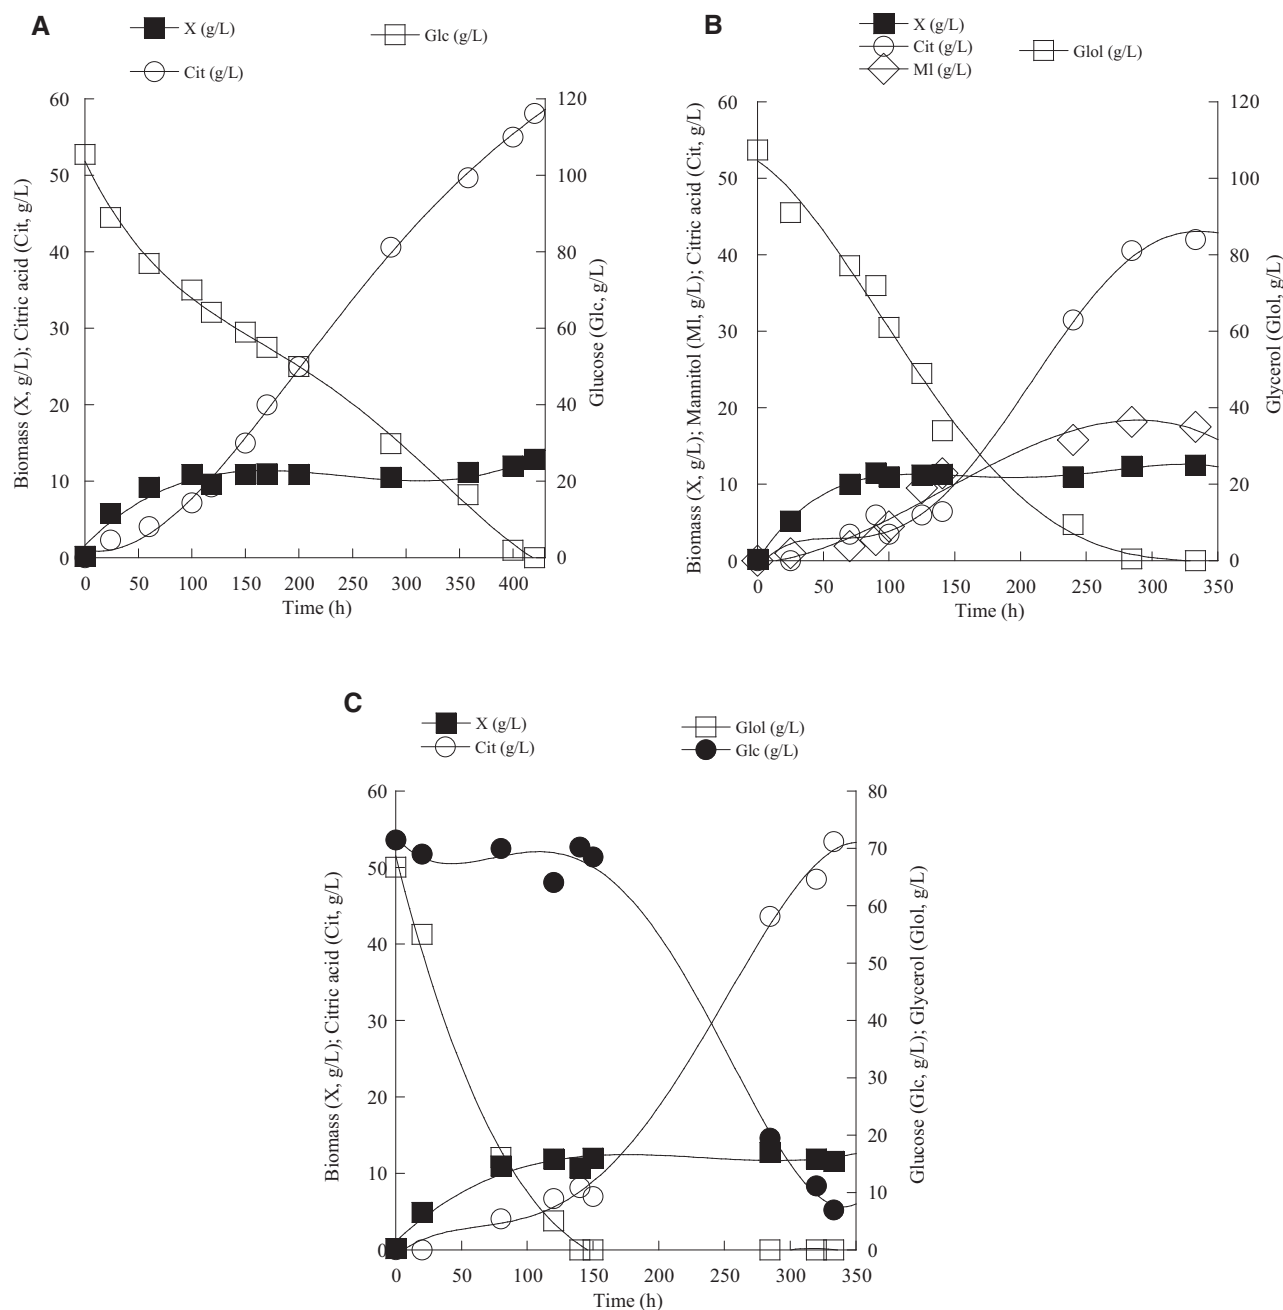 A
X (g/L)
Glc (g/L)
Cit (g/L)
60
50
40
30
20
10
0
120
100
80
60
40
20
0
0 50 100 150 200 250 300 350 400
Time (h)
Biomass (X, g/L); Citric acid (Cit, g/L)
Glucose (Glc, g/L)
B
X (g/L)
Cit (g/L)
Glol (g/L)
Ml (g/L)
60
50
40
30
20
10
0
120
100
80
60
40
20
0
0 50 100 150 200 250 300 350
Time (h)
Biomass (X, g/L); Mannitol (Ml, g/L); Citric acid (Cit, g/L)
Glycerol (Glol, g/L)
C
X (g/L)
Glol (g/L)
Cit (g/L)
Glc (g/L)
60
50
40
30
20
10
0
80
70
60
50
40
30
20
10
0
0 50 100 150 200 250 300 350
Time (h)
Biomass (X, g/L); Citric acid (Cit, g/L)
Glucose (Glc, g/L); Glycerol (Glol, g/L)